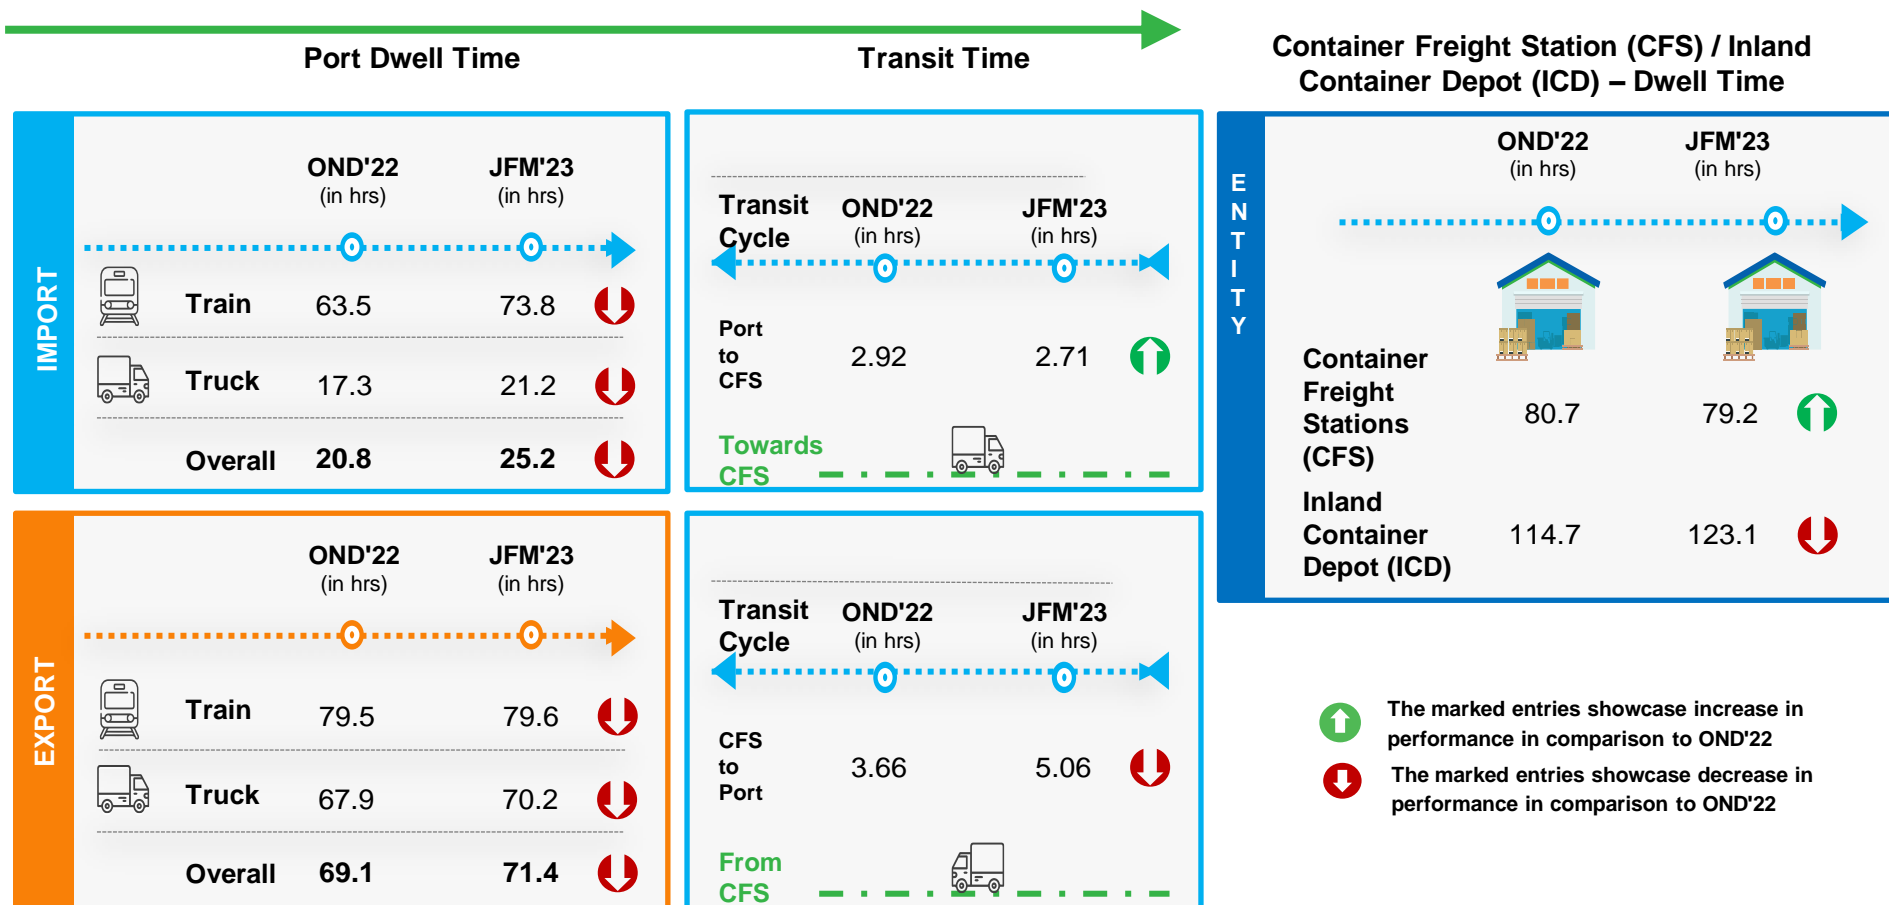 Port Dwell Time
Transit Time
Container Freight Station (CFS) / Inland
Container Depot (ICD) – Dwell Time
IMPORT
OND'22
JFM'23
(in hrs)
(in hrs)
Train
63.5
73.8
Truck
17.3
21.2
Overall
20.8
25.2
Transit
Cycle
OND'22
JFM'23
(in hrs)
(in hrs)
Port
to
CFS
2.92
2.71
Towards
CFS
ENTITY
OND'22
JFM'23
(in hrs)
(in hrs)
Container
Freight
Stations
(CFS)
80.7
79.2
Inland
Container
Depot (ICD)
114.7
123.1
EXPORT
OND'22
JFM'23
(in hrs)
(in hrs)
Train
79.5
79.6
Truck
67.9
70.2
Overall
69.1
71.4
Transit
Cycle
OND'22
JFM'23
(in hrs)
(in hrs)
CFS
to
Port
3.66
5.06
From
CFS
The marked entries showcase increase in
performance in comparison to OND'22
The marked entries showcase decrease in
performance in comparison to OND'22